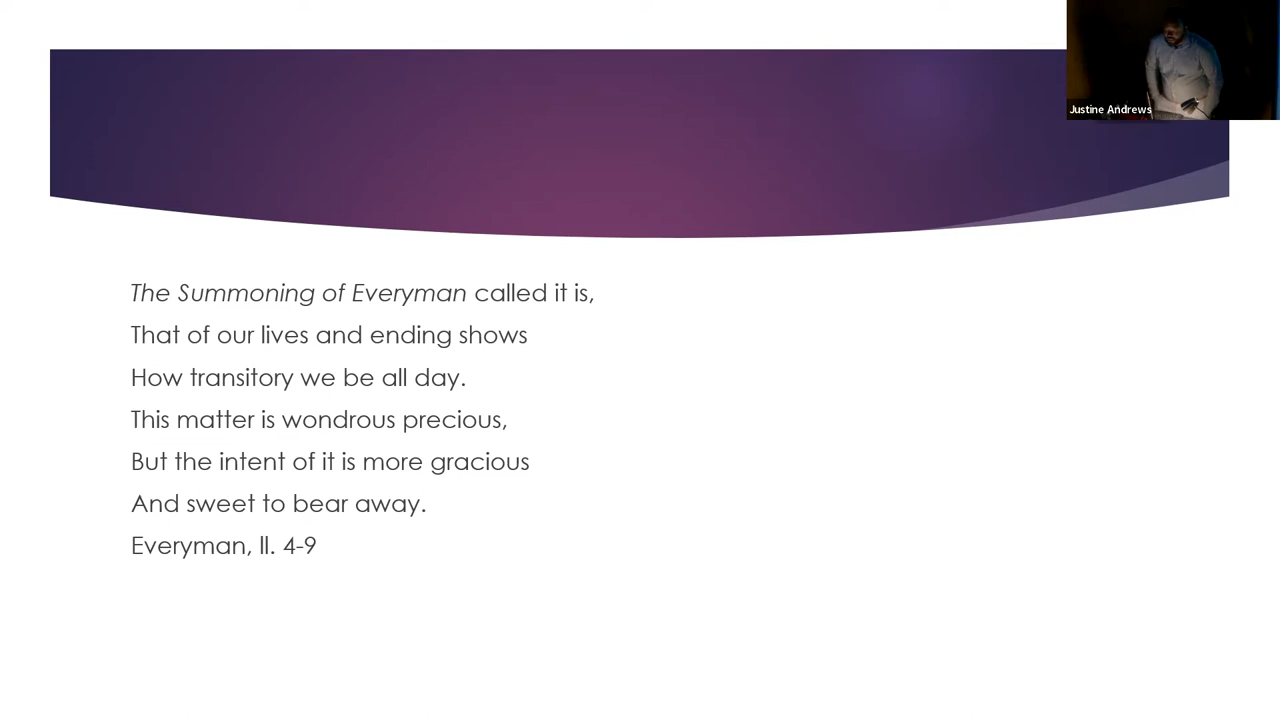 Justine Andrews
The Summoning of Everyman called it is,
That of our lives and ending shows
How transitory we be all day.
This matter is wondrous precious,
But the intent of it is more gracious
And sweet to bear away.
Everyman, ll. 4-9